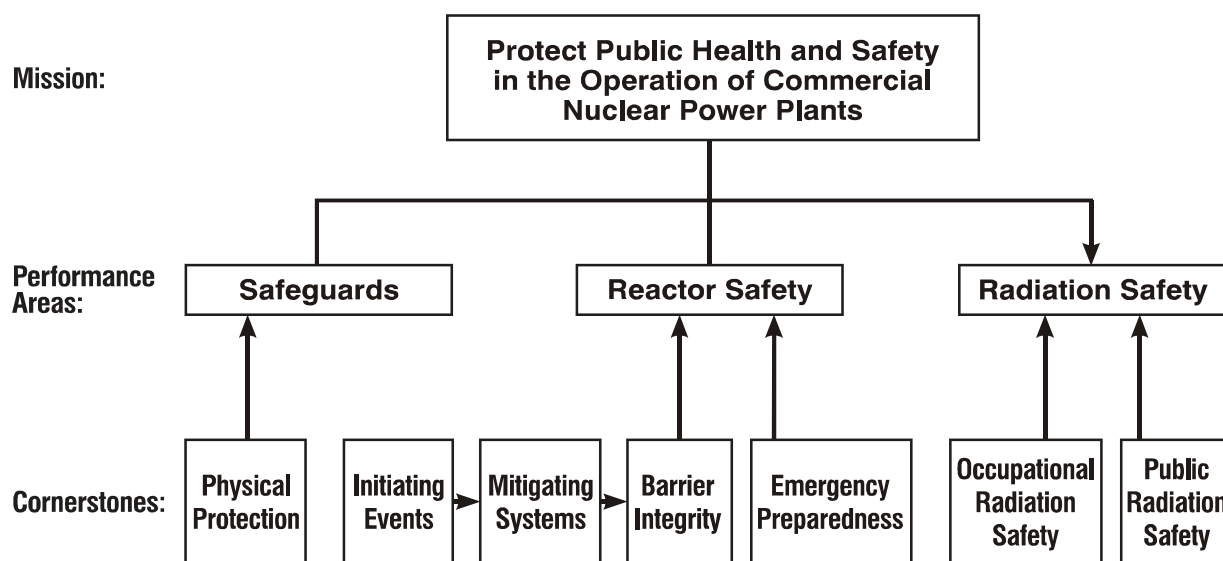 Mission:
Protect Public Health and Safety
in the Operation of Commercial
Nuclear Power Plants
Performance
Areas:
Safeguards
Reactor Safety
Radiation Safety
Cornerstones:
Physical
Protection
Initiating
Events
Mitigating
Systems
Barrier
Integrity
Emergency
Preparedness
Occupational
Radiation
Safety
Public
Radiation
Safety